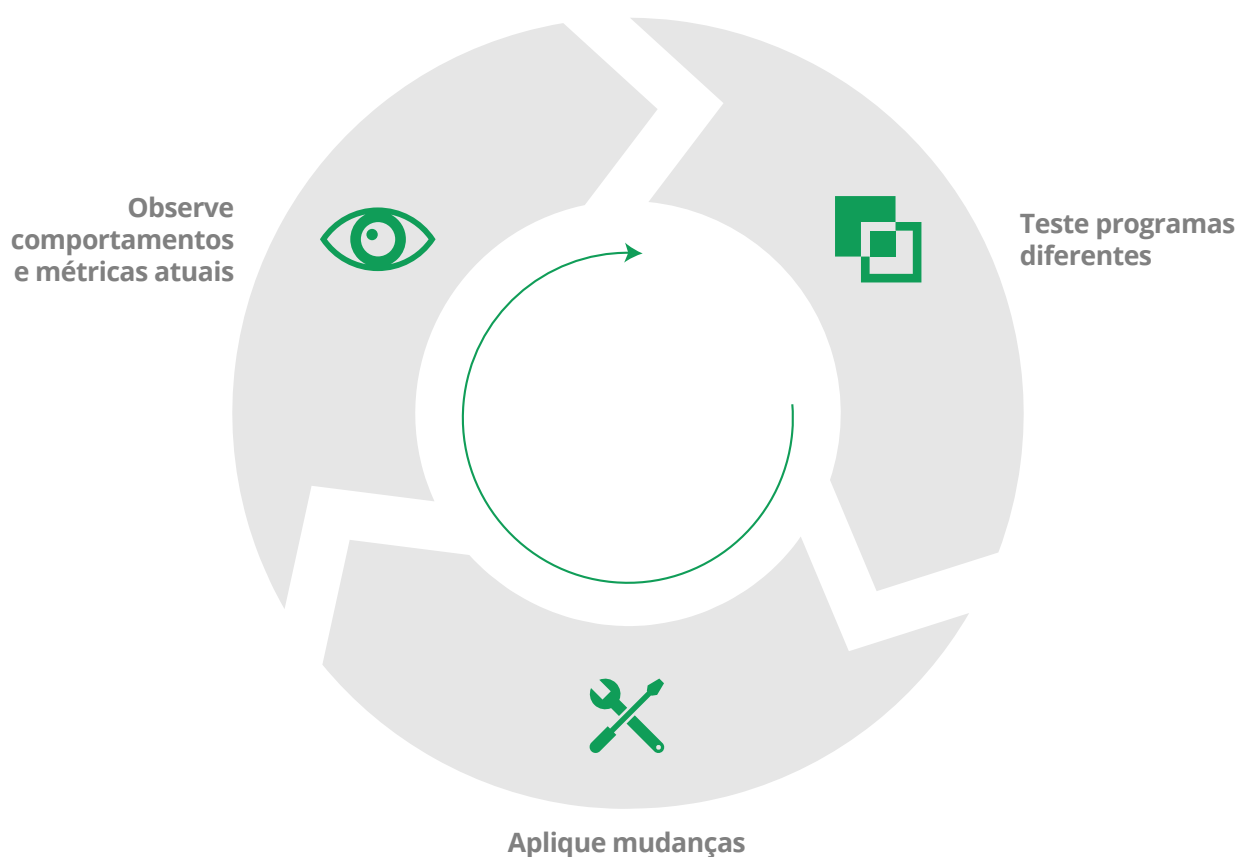 Observe
comportamentos
e métricas atuais
Teste programas
diferentes
Aplique mudanças